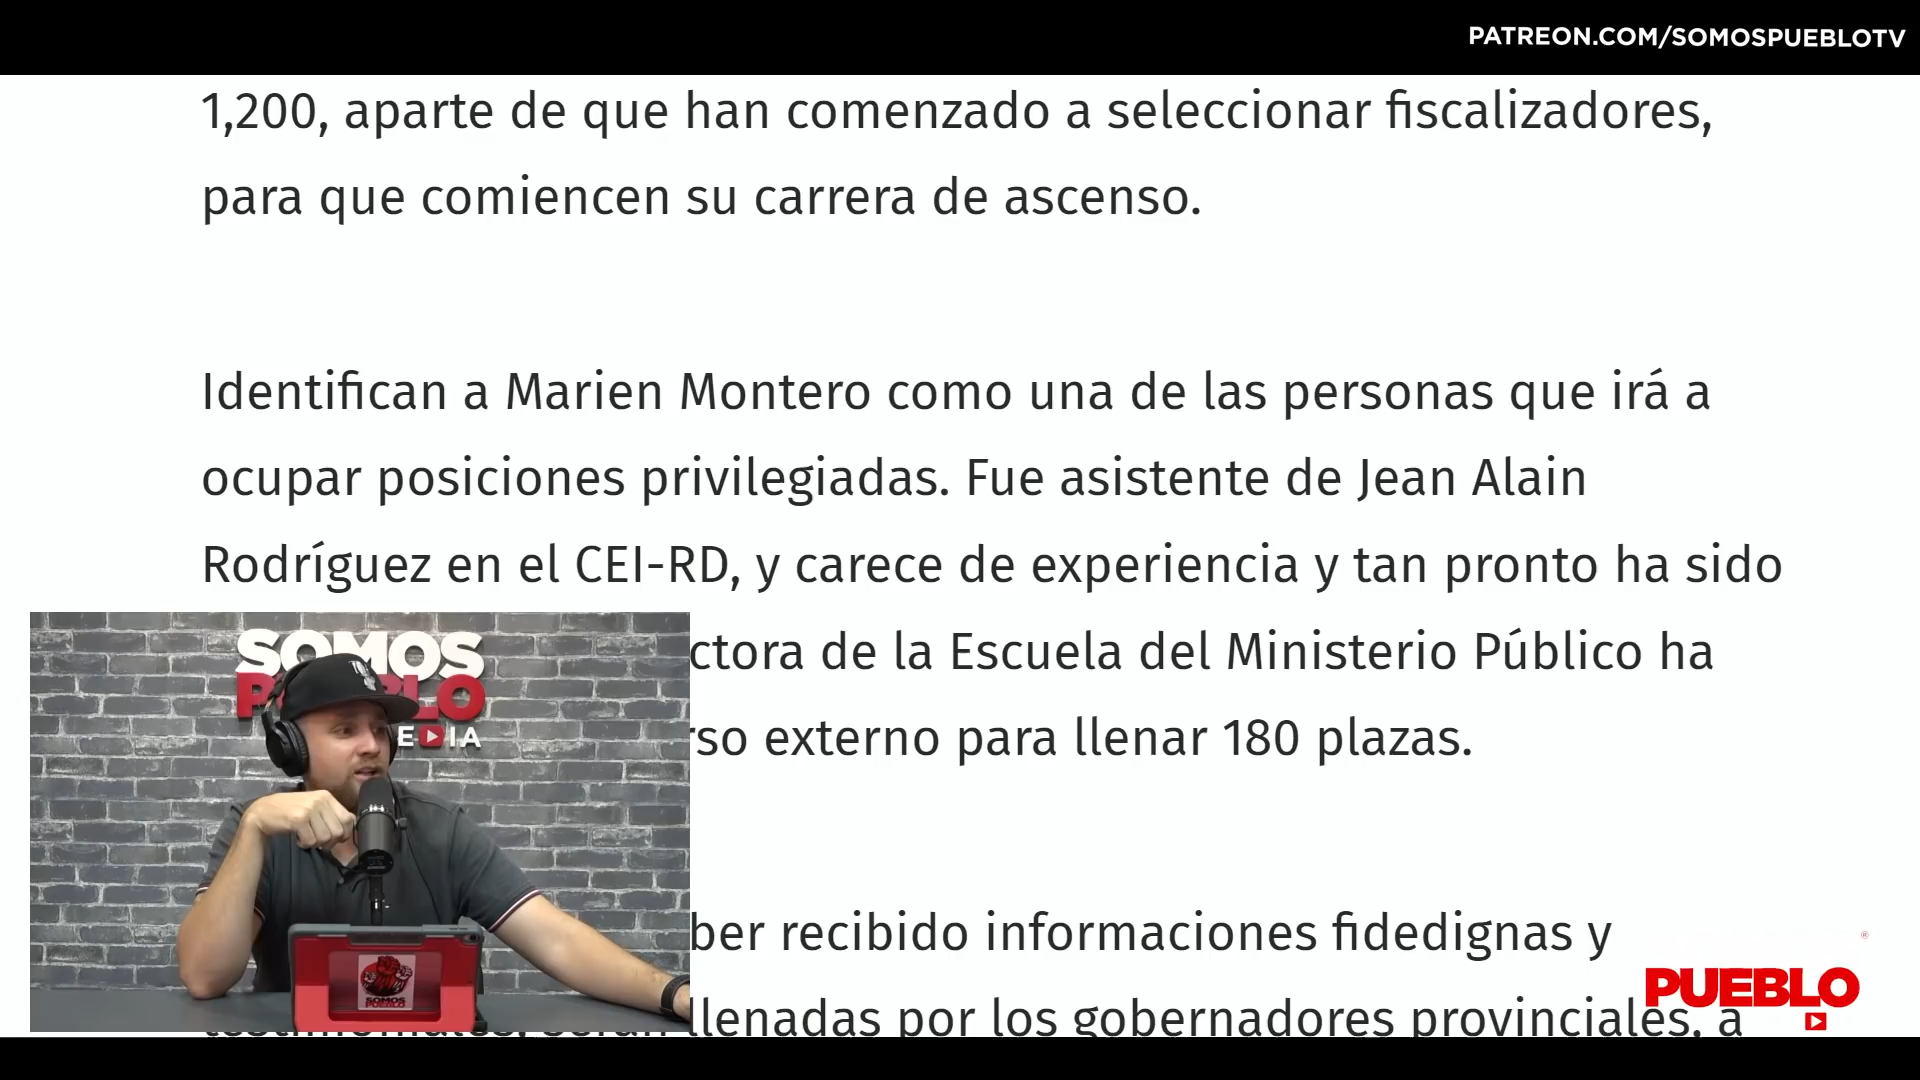 PATREON.COM/SOMOSPUEBLOTV
1,200, aparte de que han comenzado a seleccionar fiscalizadores,
para que comiencen su carrera de ascenso.
Identifican a Marien Montero como una de las personas que irá a
ocupar posiciones privilegiadas. Fue asistente de Jean Alain
Rodríguez en el CEI-RD, y carece de experiencia y tan pronto ha sido
ctora de la Escuela del Ministerio Público ha
rso externo para llenar 180 plazas.
ber recibido informaciones fidedignas y
llenadas por los gobernadores provinciales, a
SOMOS
PUEBLO
SOMOS
PUEBLO